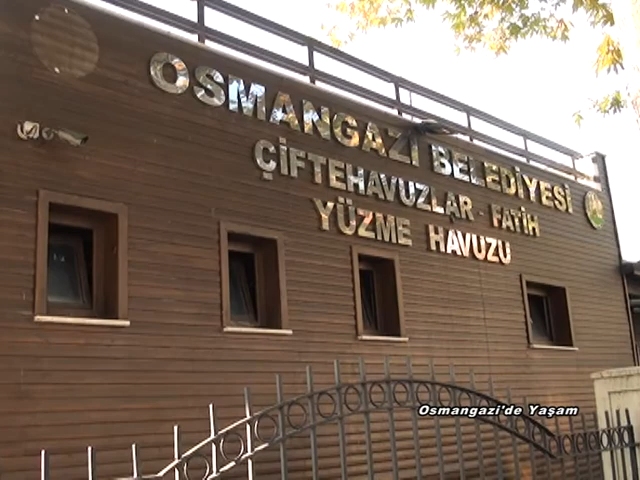 OSMANGAZİ BELEDİYESİ
ÇİFTEHAVUZLAR - FATİH
YÜZME HAVUZU
Osmangazi'de Yaşam